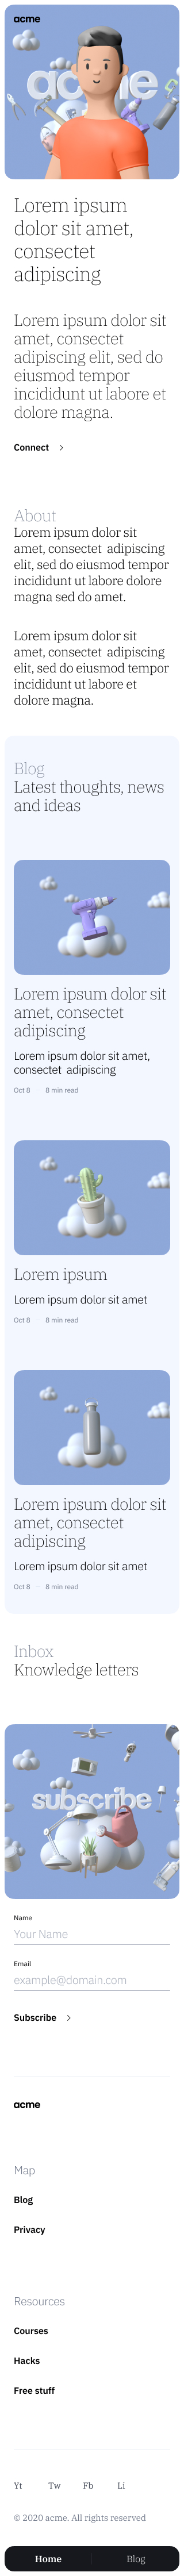 acme
acme
Lorem ipsum
dolor sit amet,
consectet
adipiscing
Lorem ipsum dolor sit
amet, consectet
adipiscing elit, sed do
eiusmod tempor
incididunt ut labore et
dolore magna.
Connect
About
Lorem ipsum dolor sit
amet, consectet adipiscing
elit, sed do eiusmod tempor
incididunt ut labore dolore
magna sed do amet.
Lorem ipsum dolor sit
amet, consectet adipiscing
elit, sed do eiusmod tempor
incididunt ut labore et
dolore magna.
Blog
Latest thoughts, news
and ideas
Lorem ipsum dolor sit
amet, consectet
adipiscing
Lorem ipsum dolor sit amet,
consectet adipiscing
Oct 8 8 min read
Lorem ipsum
Lorem ipsum dolor sit amet
Oct 8 8 min read
Lorem ipsum dolor sit
amet, consectet
adipiscing
Lorem ipsum dolor sit amet
Oct 8 8 min read
Inbox
Knowledge letters
subscribe
Name
Your Name
Email
example@domain.com
Subscribe
acme
Map
Blog
Privacy
Resources
Courses
Hacks
Free stuff
Yt Tw Fb Li
© 2020 acme. All rights reserved
Home Blog